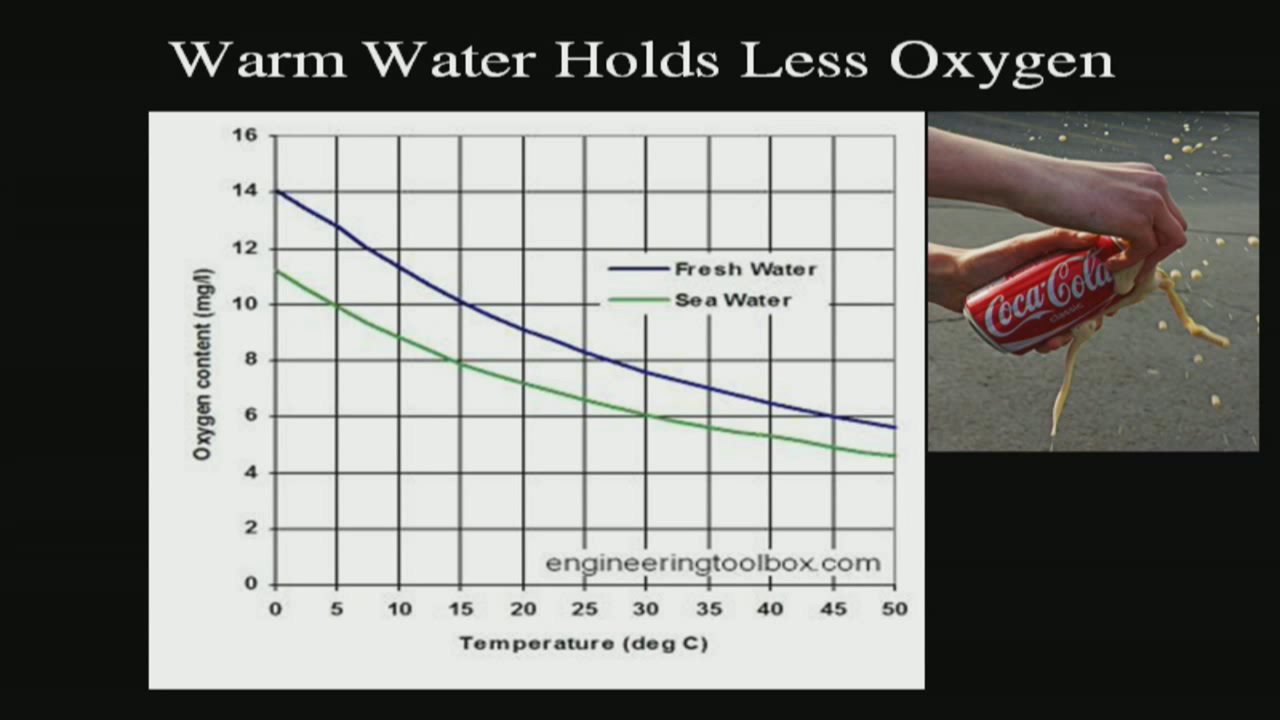 Warm Water Holds Less Oxygen
16
14
12
10
8
6
4
2
0
Oxygen content (mg/l)
Fresh Water
Sea Water
engineeringtoolbox.com
0 5 10 15 20 25 30 35 40 45 50
Temperature (deg C)
Coca-Cola
classic